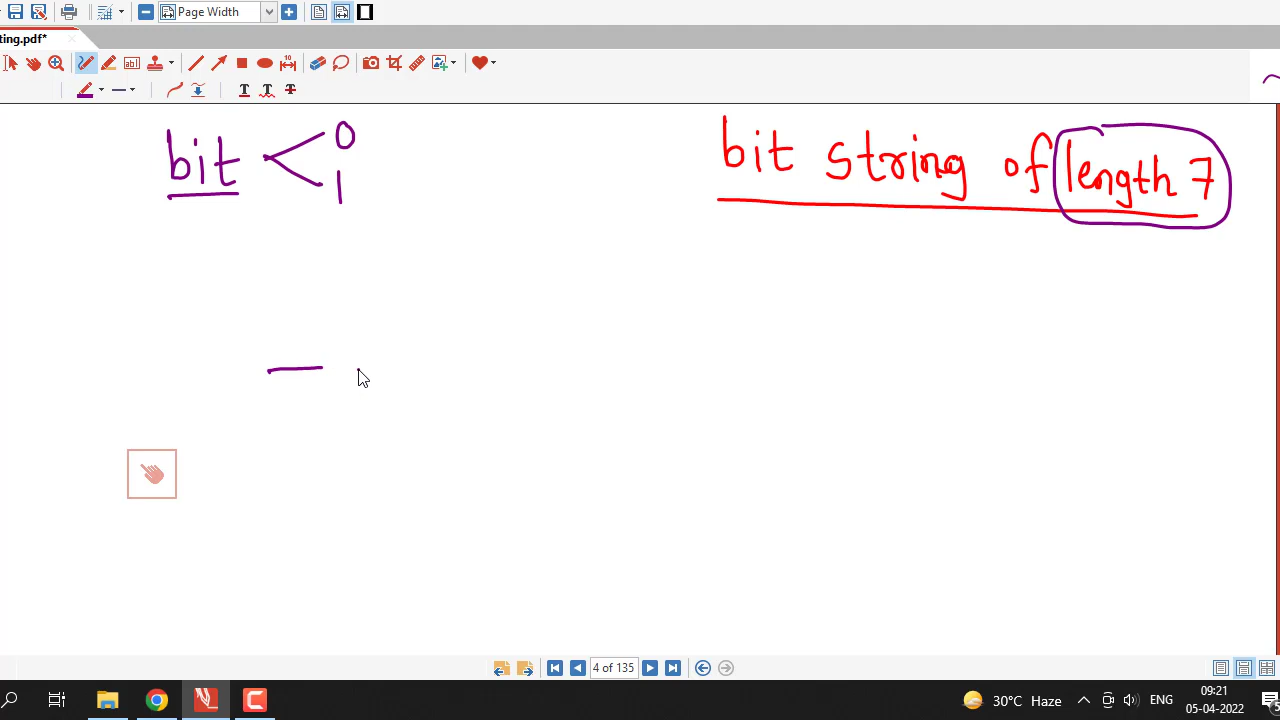 Page Width
ting.pdf*
10
T T T
bit 0
1
bit string of length 7
4 of 135
30°C Haze
ENG
09:21
05-04-2022